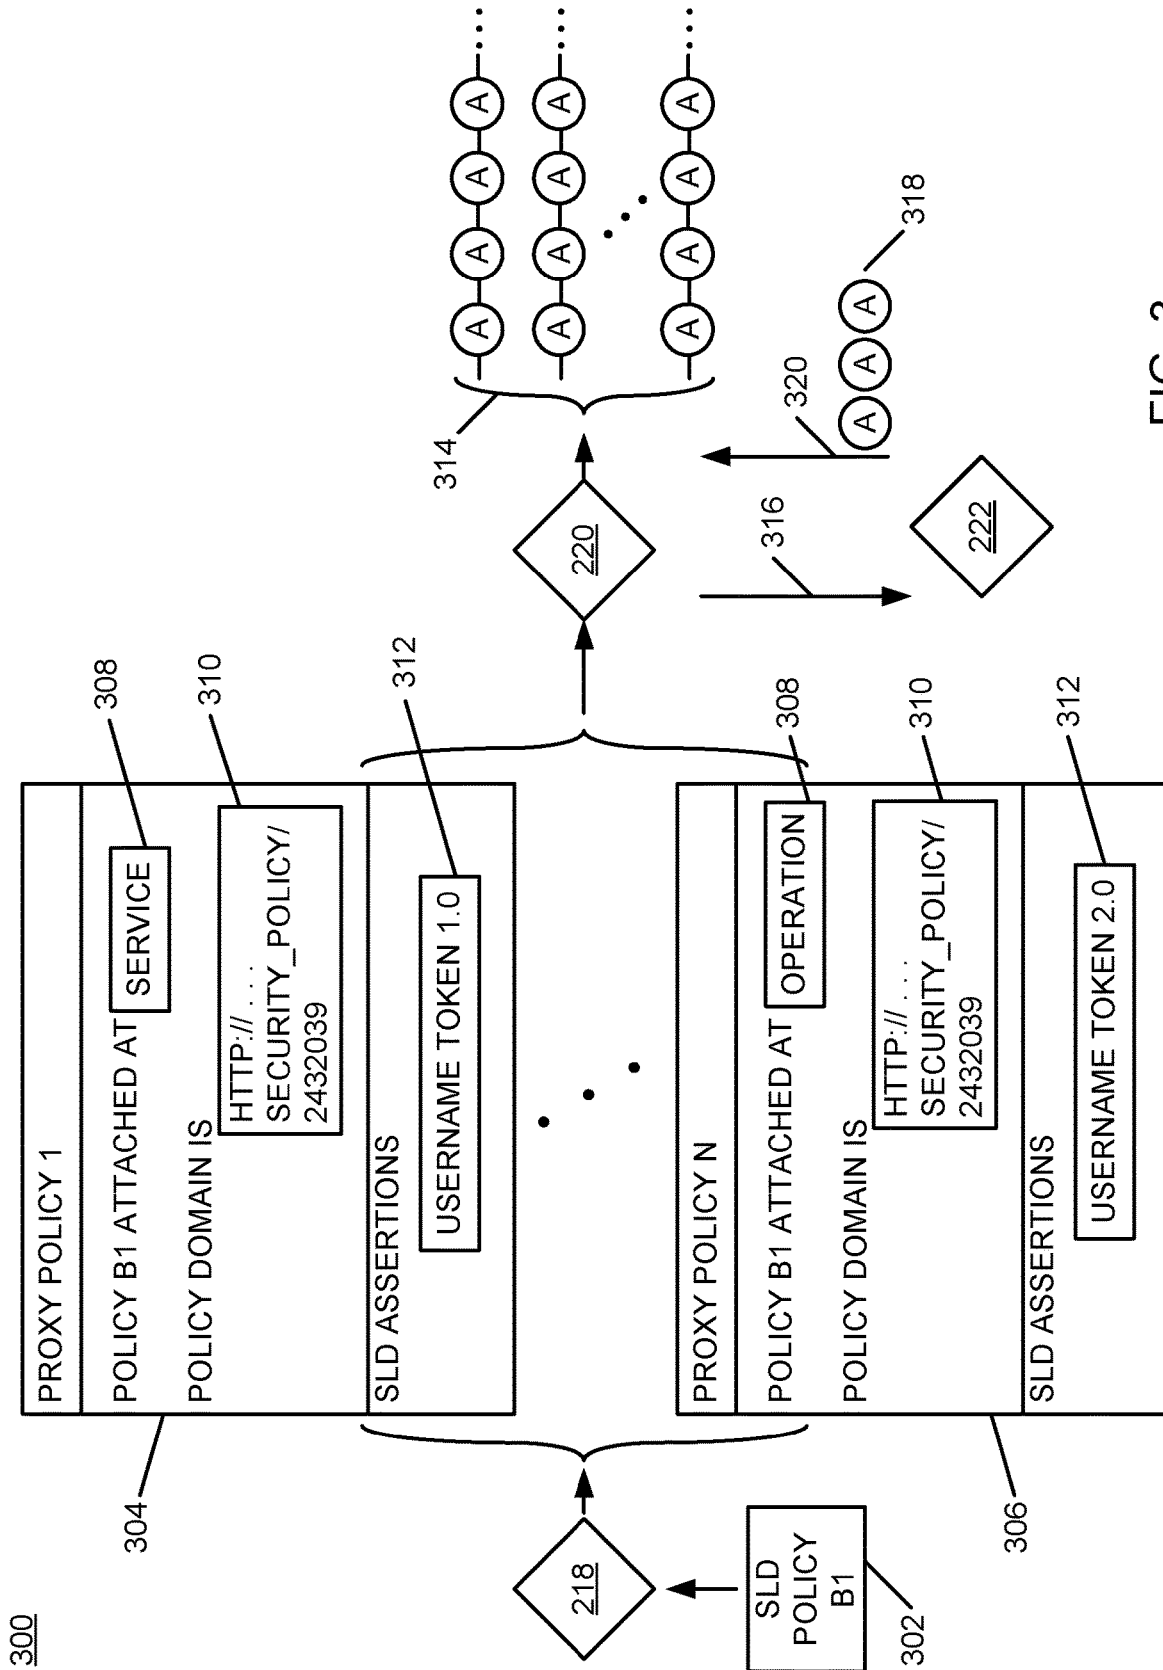 300
SLD
POLICY
B1
302
218
304
PROXY POLICY 1
POLICY B1 ATTACHED AT
SERVICE
308
POLICY DOMAIN IS
HTTP:// . . .
SECURITY_POLICY/
2432039
310
SLD ASSERTIONS
USERNAME TOKEN 1.0
312
306
PROXY POLICY N
POLICY B1 ATTACHED AT
OPERATION
308
POLICY DOMAIN IS
HTTP:// . . .
SECURITY_POLICY/
2432039
310
SLD ASSERTIONS
USERNAME TOKEN 2.0
312
220
314
A A A A
A A A A
A A A A
316
320
A A A
318
222